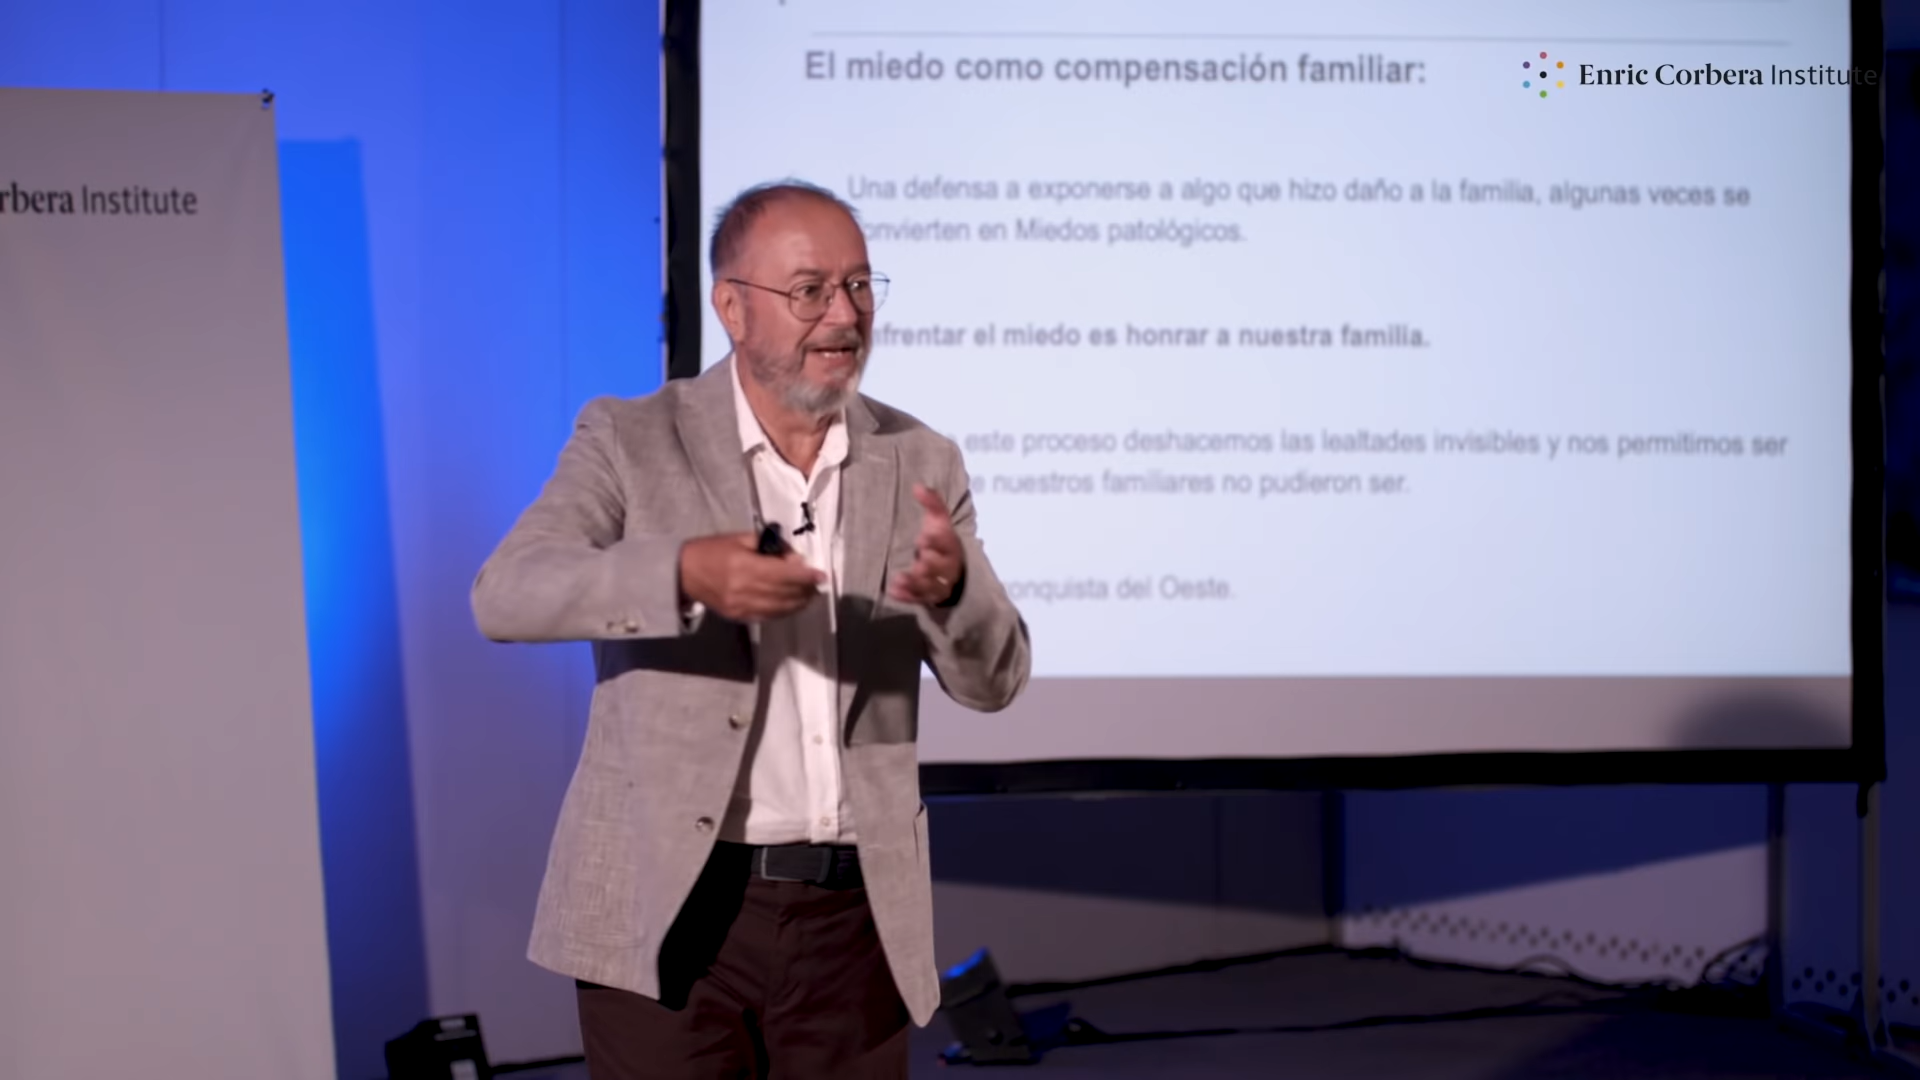 El miedo como compensación familiar:
Enric Corbera Institute
rbera Institute
Una defensa a exponerse a algo que hizo daño a la familia, algunas veces se
onvierten en Miedos patológicos.
nfrentar el miedo es honrar a nuestra familia.
este proceso deshacemos las lealtades invisibles y nos permitimos ser
e nuestros familiares no pudieron ser.
onquista del Oeste.